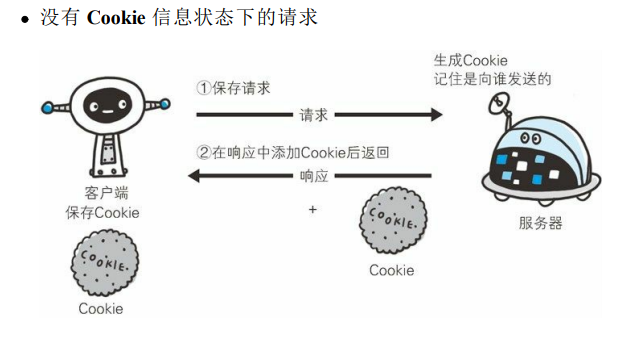 • 没有 Cookie 信息状态下的请求
生成Cookie
记住是向谁发送的
①保存请求
请求
②在响应中添加Cookie后返回
响应
客户端
保存Cookie
+
COOKIE.
服务器
Cookie
COOKIE.
Cookie